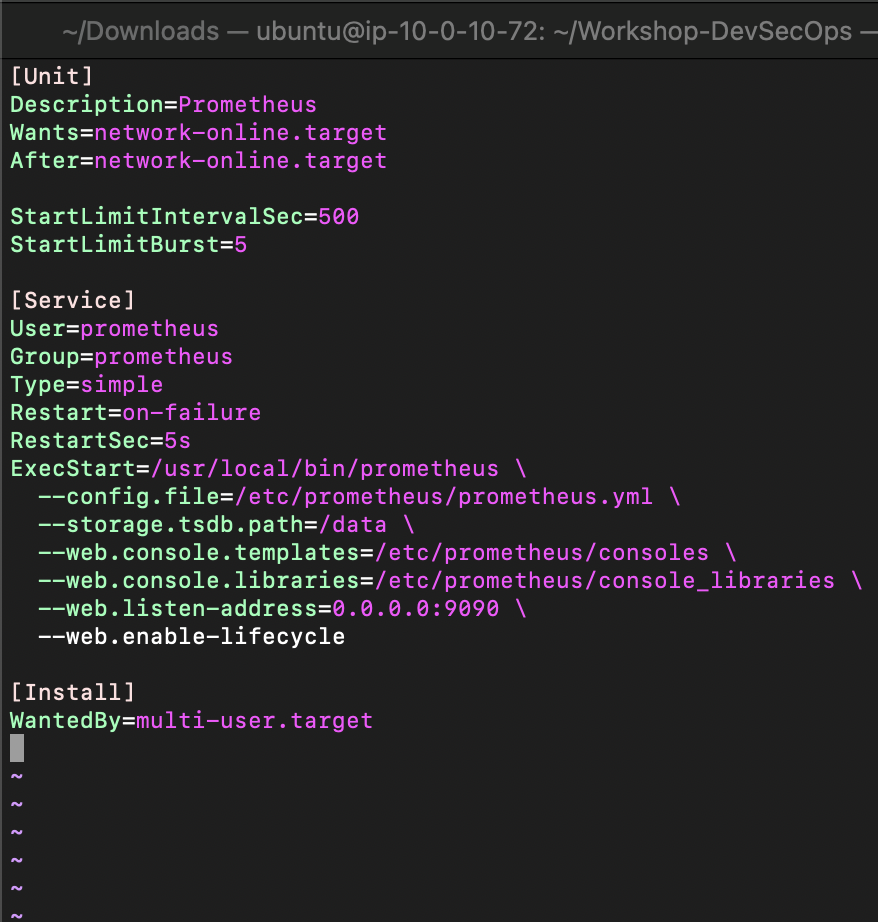 ~/Downloads — ubuntu@ip-10-0-10-72: ~/Workshop-DevSecOps —
[Unit]
Description=Prometheus
Wants=network-online.target
After=network-online.target

StartLimitIntervalSec=500
StartLimitBurst=5

[Service]
User=prometheus
Group=prometheus
Type=simple
Restart=on-failure
RestartSec=5s
ExecStart=/usr/local/bin/prometheus \
  --config.file=/etc/prometheus/prometheus.yml \
  --storage.tsdb.path=/data \
  --web.console.templates=/etc/prometheus/consoles \
  --web.console.libraries=/etc/prometheus/console_libraries \
  --web.listen-address=0.0.0.0:9090 \
  --web.enable-lifecycle

[Install]
WantedBy=multi-user.target

~
~
~
~
~
~